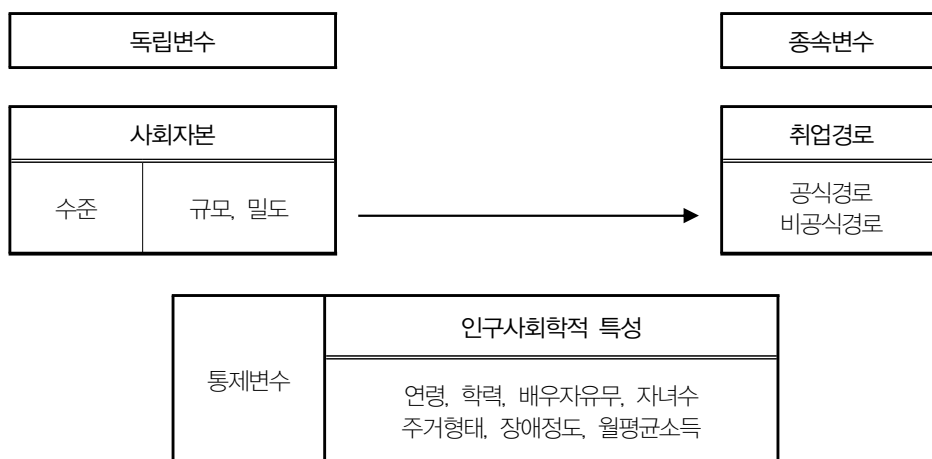 독립변수
종속변수
사회자본
취업경로
수준
규모, 밀도
공식경로
비공식경로
통제변수
인구사회학적 특성
연령, 학력, 배우자유무, 자녀수
주거형태, 장애정도, 월평균소득